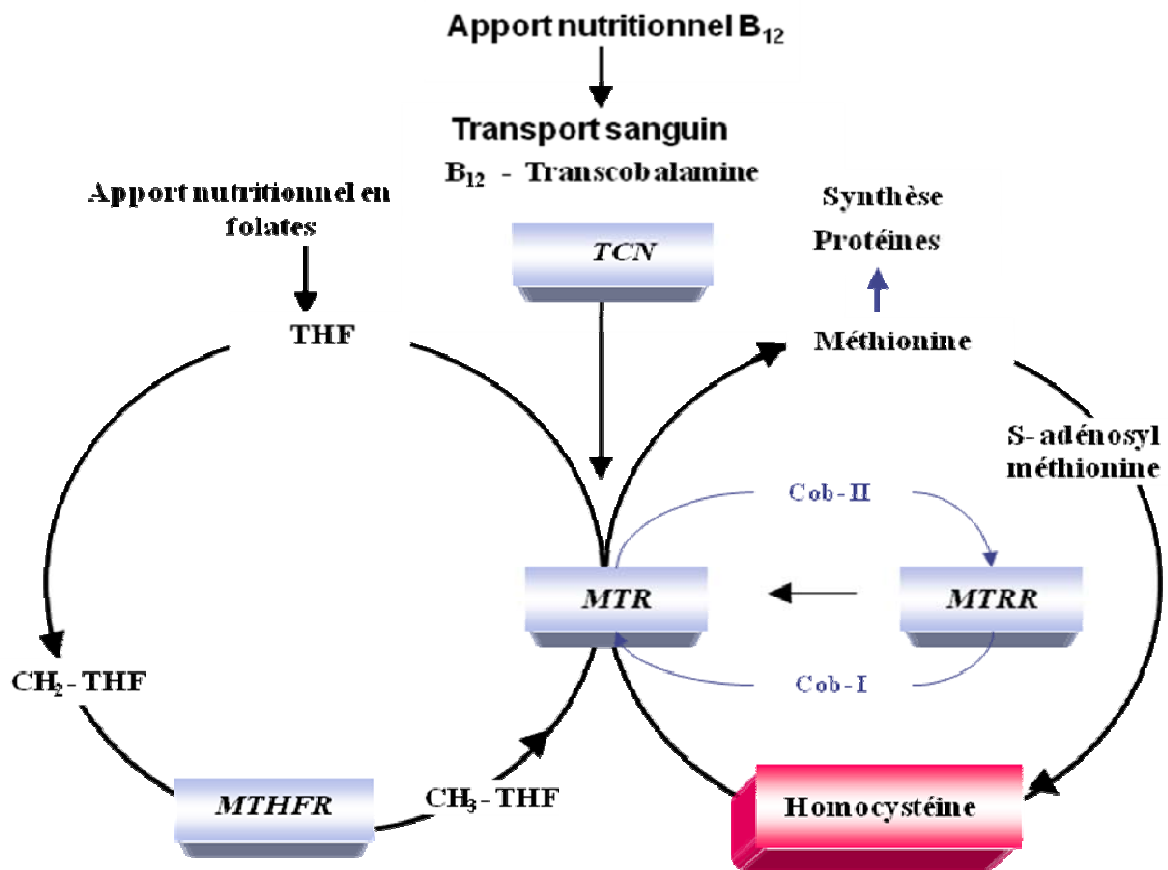 Apport nutritionnel B₁₂
Transport sanguin
B₁₂ - Transcobalamine
Apport nutritionnel en
folates
Synthèse
Protéines
TCN
THF
Méthionine
S-adénosyl
méthionine
Cob-II
MTR
MTRR
Cob-I
CH₂-THF
MTHFR
CH₃-THF
Homocystéine